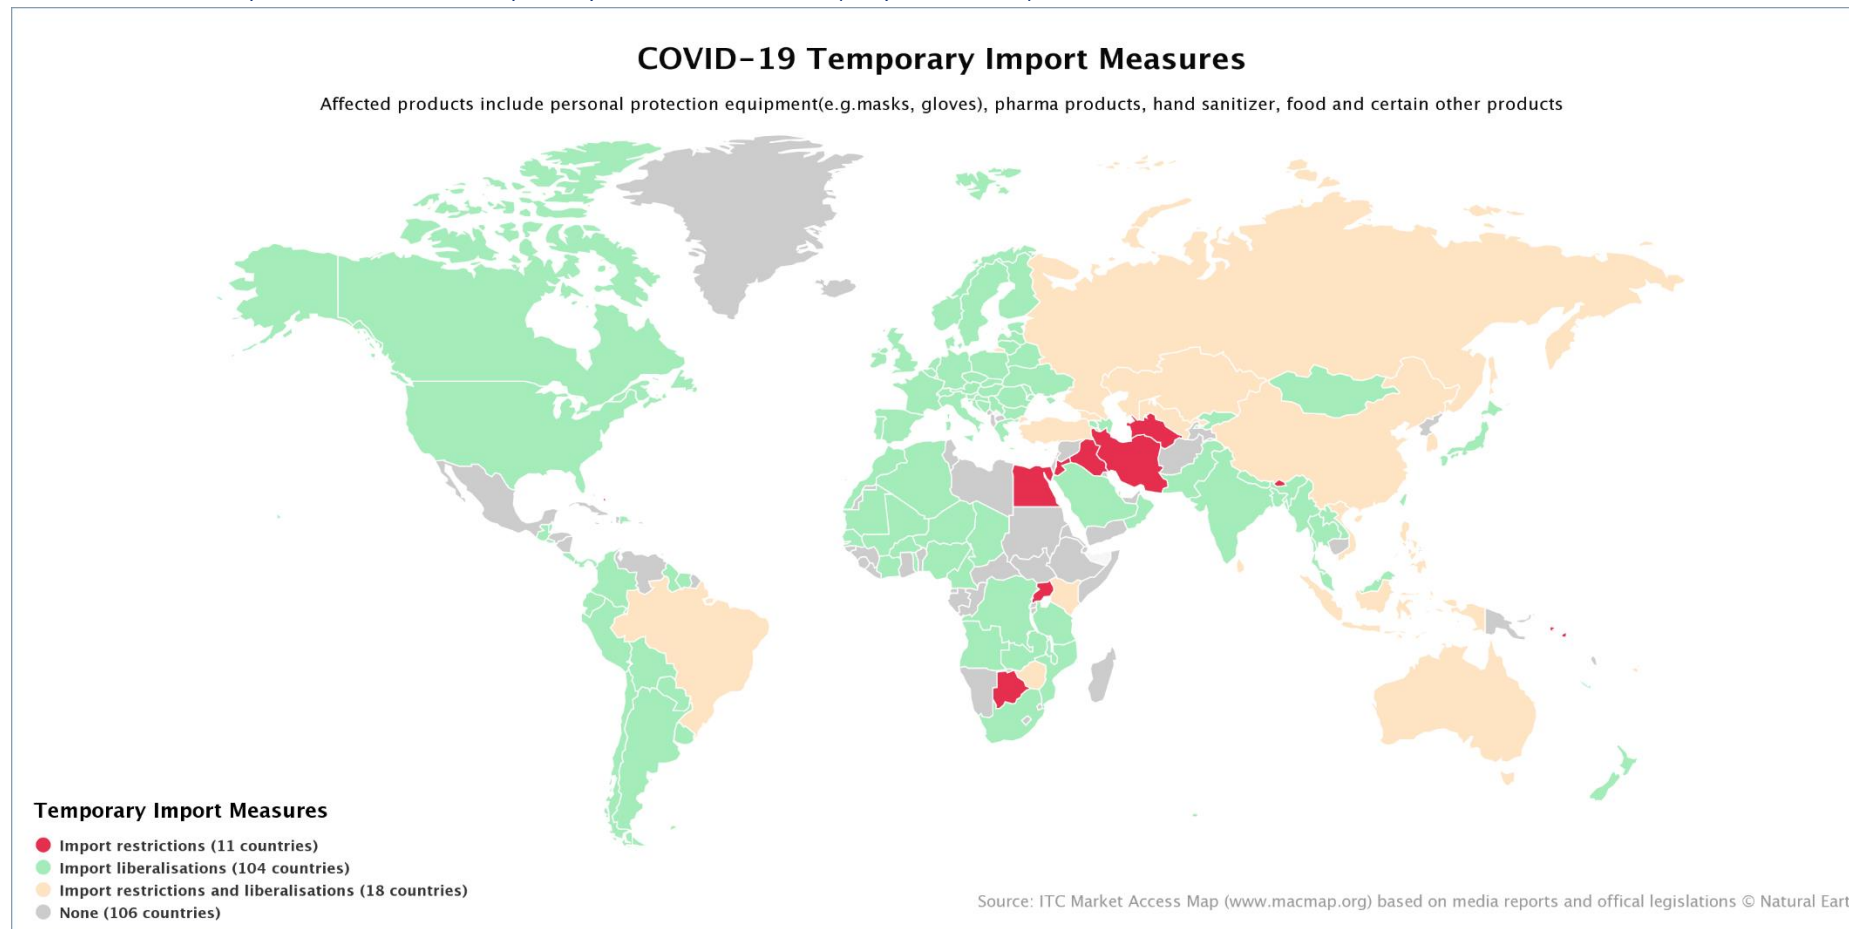 COVID-19 Temporary Import Measures
Affected products include personal protection equipment(e.g.masks, gloves), pharma products, hand sanitizer, food and certain other products
Temporary Import Measures
Import restrictions (11 countries)
Import liberalisations (104 countries)
Import restrictions and liberalisations (18 countries)
None (106 countries)
Source: ITC Market Access Map (www.macmap.org) based on media reports and offical legislations © Natural Eart